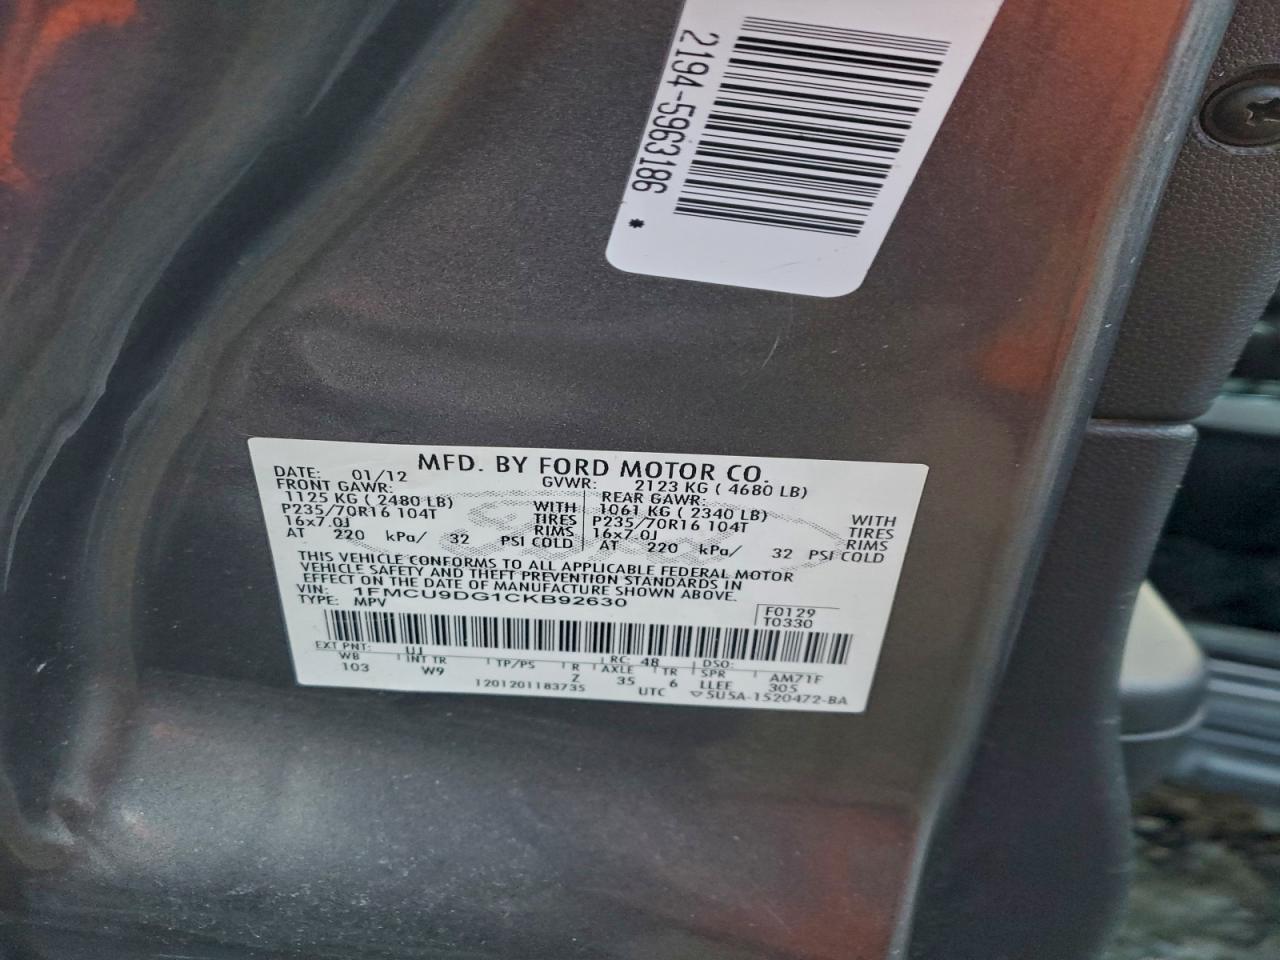 2194-5963186 *
MFD. BY FORD MOTOR CO.
DATE: 01/12 GVWR: 2123 KG ( 4680 LB)
FRONT GAWR: REAR GAWR:
1125 KG ( 2480 LB) WITH 1061 KG ( 2340 LB) WITH
P235/70R16 104T TIRES P235/70R16 104T TIRES
16x7.0J RIMS 16x7.0J RIMS
AT 220 kPa/ 32 PSI COLD AT 220 kPa/ 32 PSI COLD
THIS VEHICLE CONFORMS TO ALL APPLICABLE FEDERAL MOTOR
VEHICLE SAFETY AND THEFT PREVENTION STANDARDS IN
EFFECT ON THE DATE OF MANUFACTURE SHOWN ABOVE.
VIN: 1FMCU9DG1CKB92630
TYPE: MPV
F0129
T0330
EXT PNT: UJ RC: 48 DSO:
WB INT TR TP/PS R AXLE TR SPR AM71F
103 W9 Z 35 6 LLEE 305
1201201183735 UTC ▽5U5A-1520472-BA